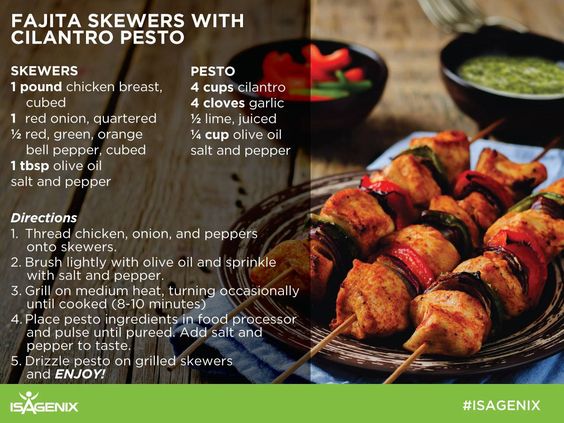 FAJITA SKEWERS WITH
CILANTRO PESTO
SKEWERS
1 pound chicken breast,
cubed
1 red onion, quartered
½ red, green, orange
bell pepper, cubed
1 tbsp olive oil
salt and pepper
PESTO
4 cups cilantro
4 cloves garlic
½ lime, juiced
¼ cup olive oil
salt and pepper
Directions
1. Thread chicken, onion, and peppers
onto skewers.
2. Brush lightly with olive oil and sprinkle
with salt and pepper.
3. Grill on medium heat, turning occasionally
until cooked (8-10 minutes)
4. Place pesto ingredients in food processor
and pulse until pureed. Add salt and
pepper to taste.
5. Drizzle pesto on grilled skewers
and ENJOY!
ISAGENIX
#ISAGENIX